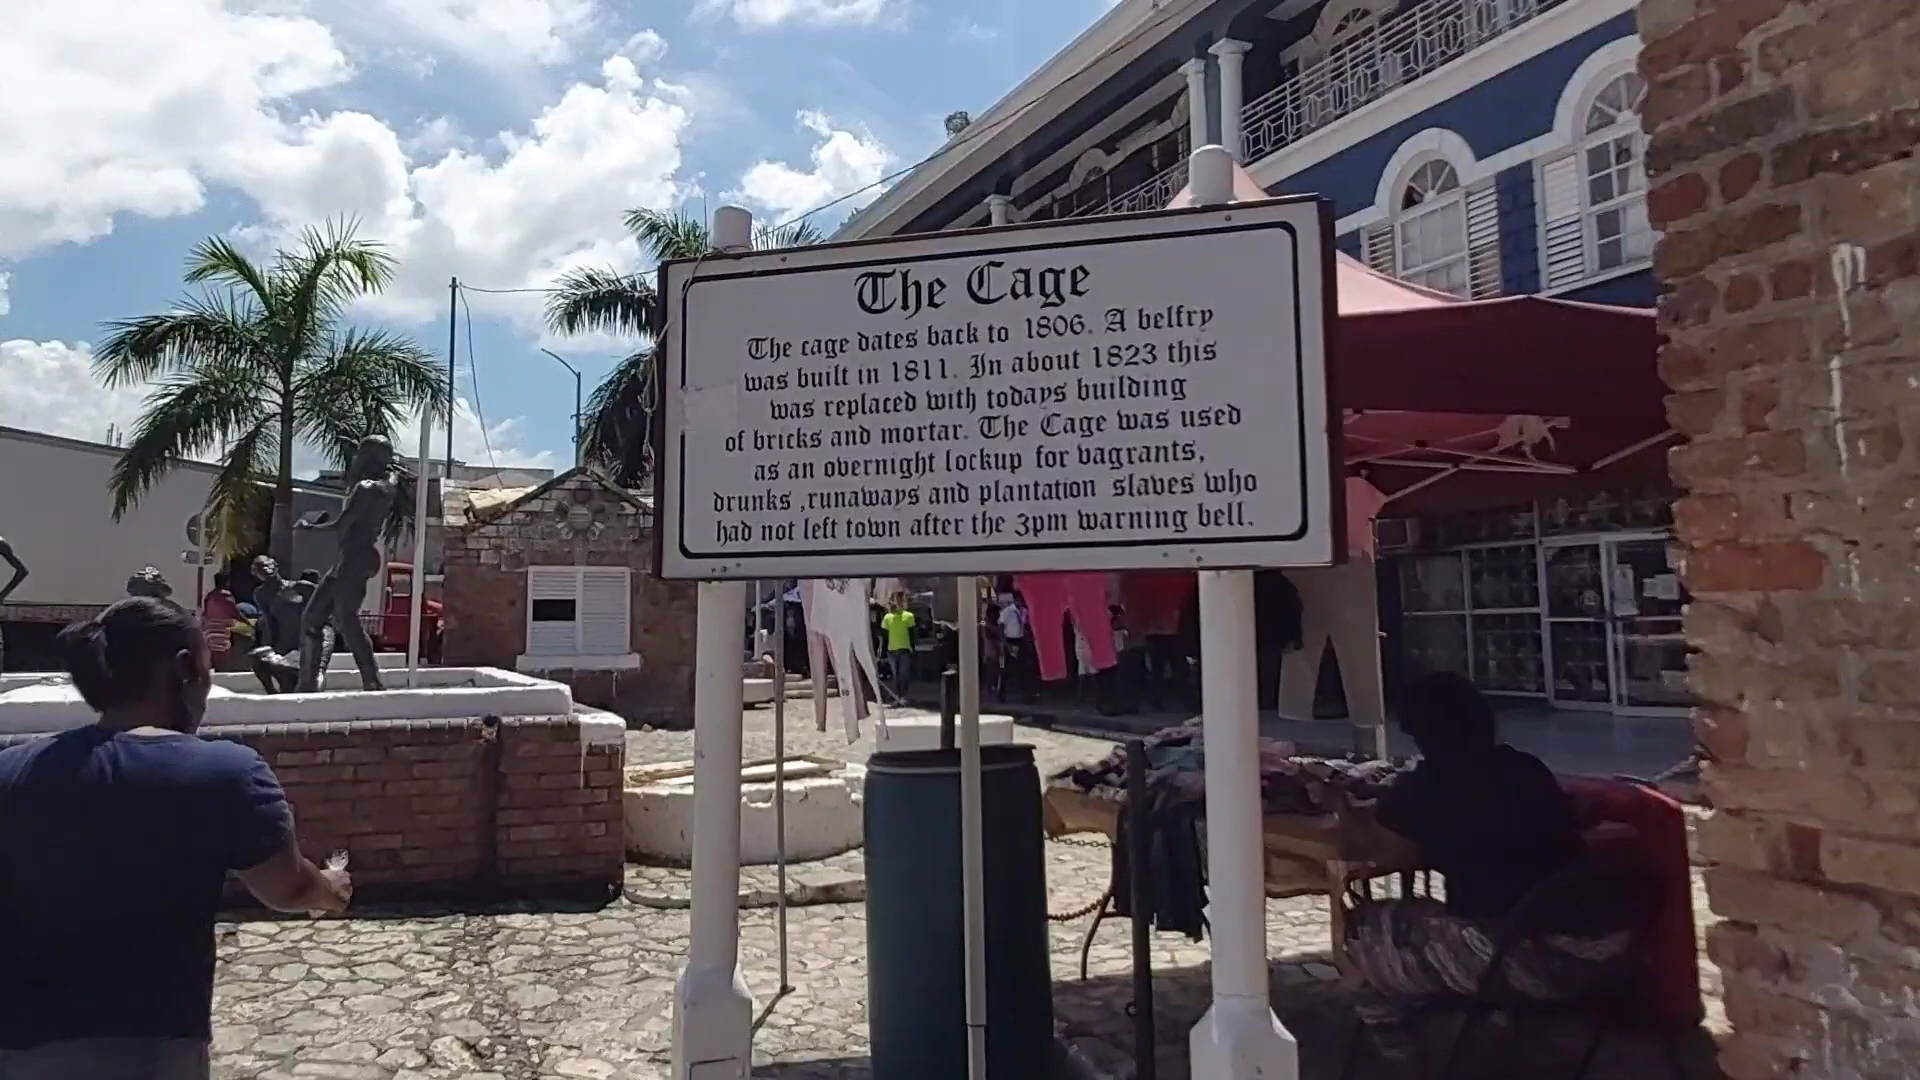 The Cage
The cage dates back to 1806. A belfry
was built in 1811. In about 1823 this
was replaced with todays building
of bricks and mortar. The Cage was used
as an overnight lockup for vagrants,
drunks ,runaways and plantation slaves who
had not left town after the 3pm warning bell.